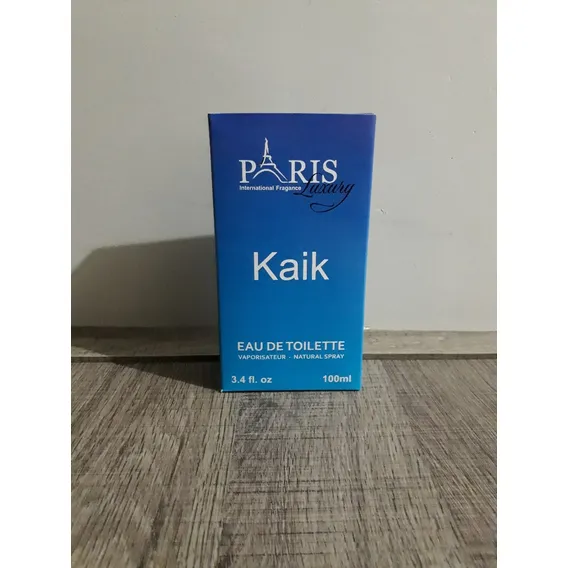 PARIS
International Fragance
Luxury
Kaik
EAU DE TOILETTE
VAPORISATEUR - NATURAL SPRAY
3.4 fl. oz 100ml